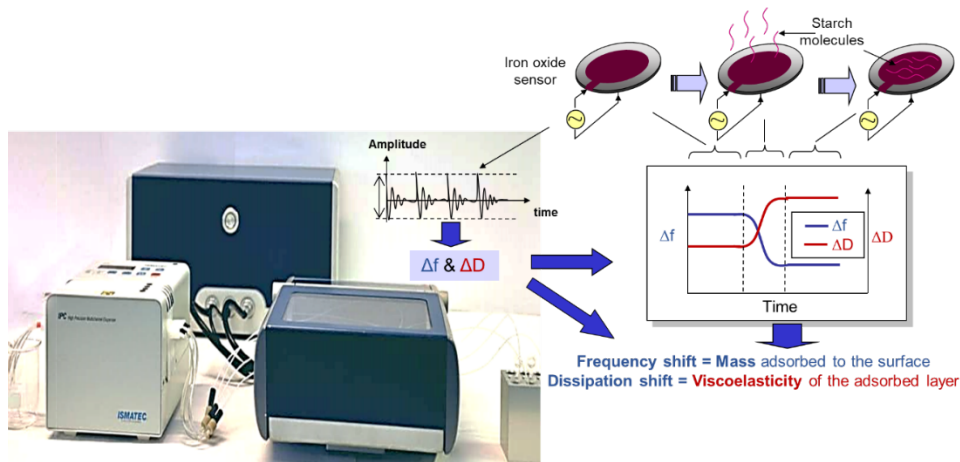 Starch
molecules
Iron oxide
sensor
Amplitude
time
Δf & ΔD
Δf
Δf
ΔD
ΔD
Time
Frequency shift = Mass adsorbed to the surface
Dissipation shift = Viscoelasticity of the adsorbed layer
IPC
ISMATEC